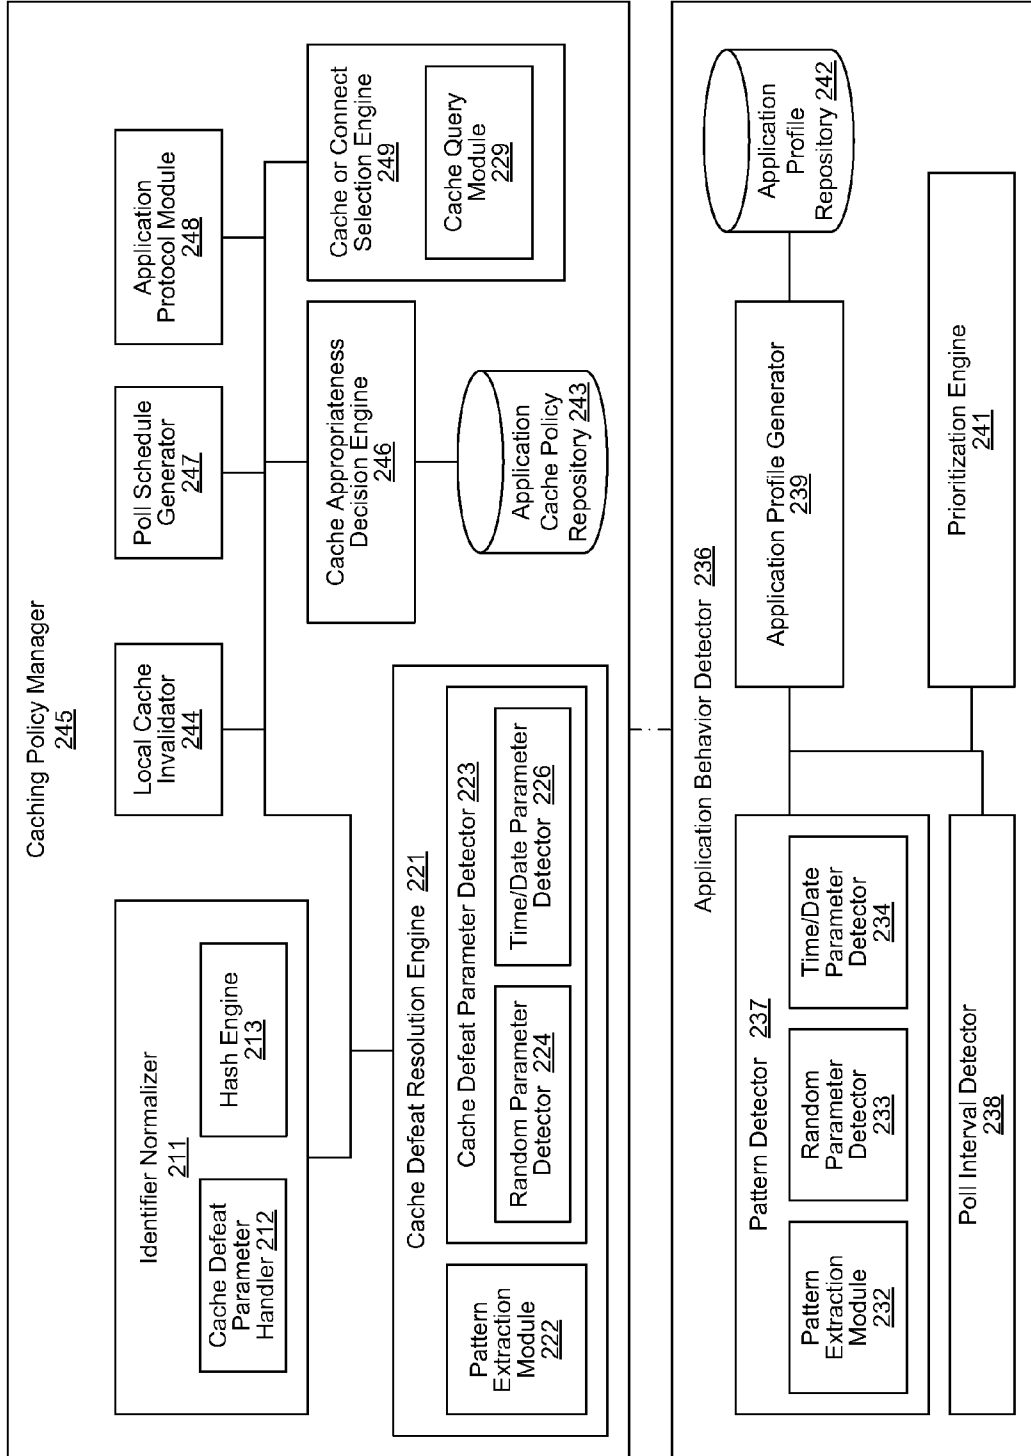 Caching Policy Manager
245
Identifier Normalizer
211
Cache Defeat
Parameter
Handler 212
Hash Engine
213
Local Cache
Invalidator
244
Poll Schedule
Generator
247
Application
Protocol Module
248
Cache Defeat Resolution Engine 221
Pattern
Extraction
Module
222
Cache Defeat Parameter Detector 223
Random Parameter
Detector 224
Time/Date Parameter
Detector 226
Cache Appropriateness
Decision Engine
246
Application
Cache Policy
Repository 243
Cache or Connect
Selection Engine
249
Cache Query
Module
229
Application Behavior Detector 236
Pattern Detector 237
Pattern
Extraction
Module
232
Random
Parameter
Detector
233
Time/Date
Parameter
Detector
234
Poll Interval Detector
238
Application Profile Generator
239
Application
Profile
Repository 242
Prioritization Engine
241